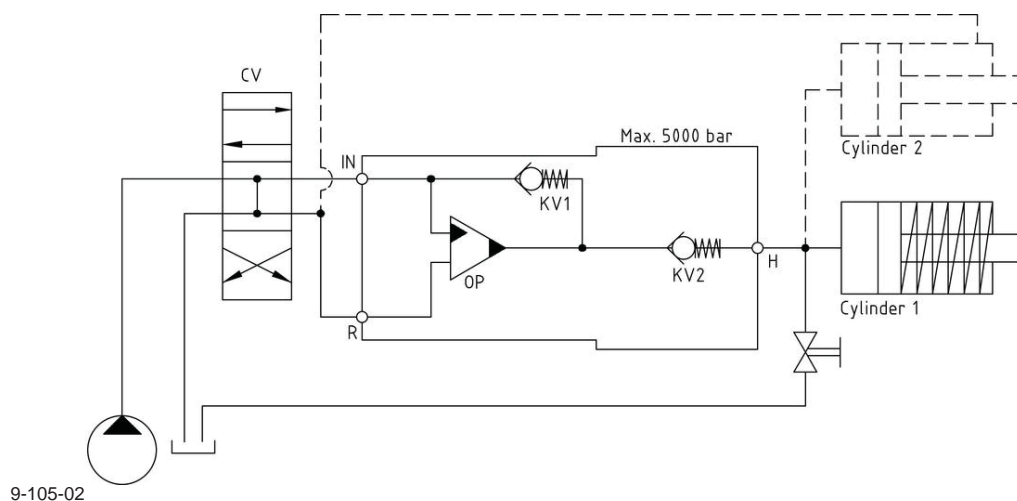 CV
IN
Max. 5000 bar
Cylinder 2
KV1
OP
KV2
H
R
Cylinder 1
9-105-02